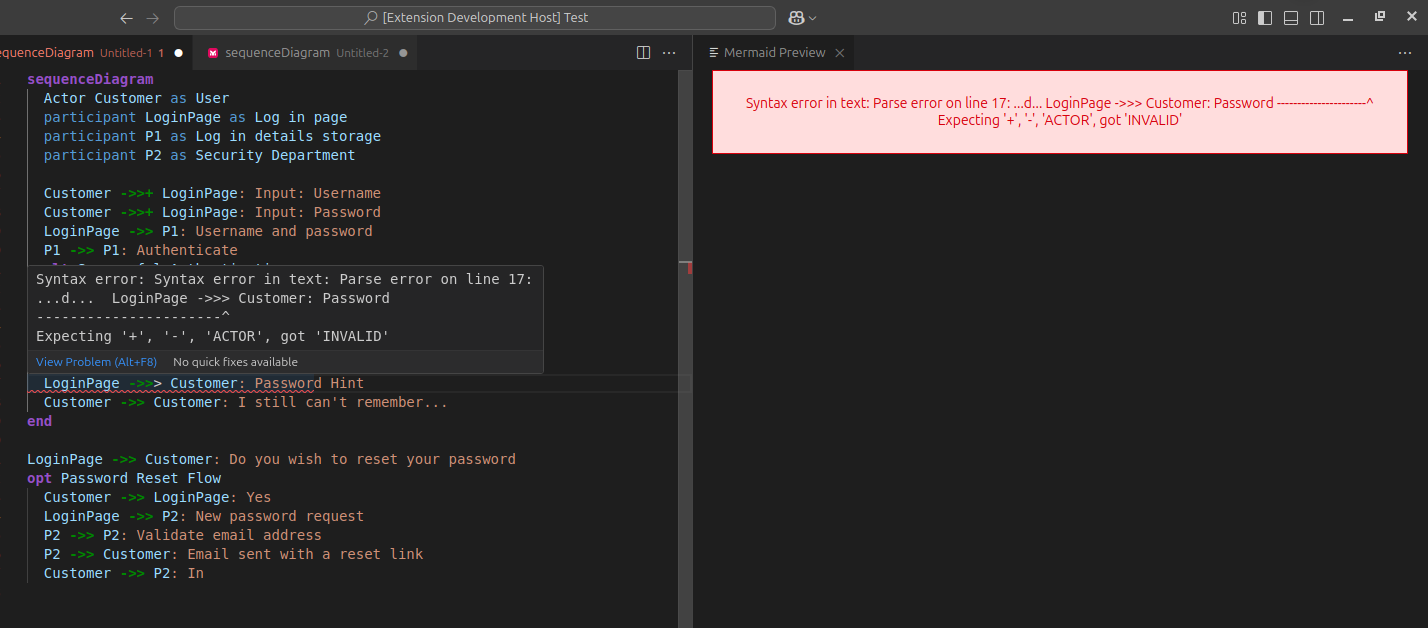 [Extension Development Host] Test
equenceDiagram Untitled-1 1
sequenceDiagram Untitled-2
Mermaid Preview
sequenceDiagram
Actor Customer as User
participant LoginPage as Log in page
participant P1 as Log in details storage
participant P2 as Security Department
Customer ->>+ LoginPage: Input: Username
Customer ->>+ LoginPage: Input: Password
LoginPage ->> P1: Username and password
P1 ->> P1: Authenticate
Syntax error: Syntax error in text: Parse error on line 17:
...d...  LoginPage ->>> Customer: Password
----------------------^
Expecting '+', '-', 'ACTOR', got 'INVALID'
View Problem (Alt+F8) No quick fixes available
LoginPage ->>> Customer: Password Hint
Customer ->> Customer: I still can't remember...
end
LoginPage ->> Customer: Do you wish to reset your password
opt Password Reset Flow
Customer ->> LoginPage: Yes
LoginPage ->> P2: New password request
P2 ->> P2: Validate email address
P2 ->> Customer: Email sent with a reset link
Customer ->> P2: In
Syntax error in text: Parse error on line 17: ...d... LoginPage ->>> Customer: Password ----------------------^
Expecting '+', '-', 'ACTOR', got 'INVALID'